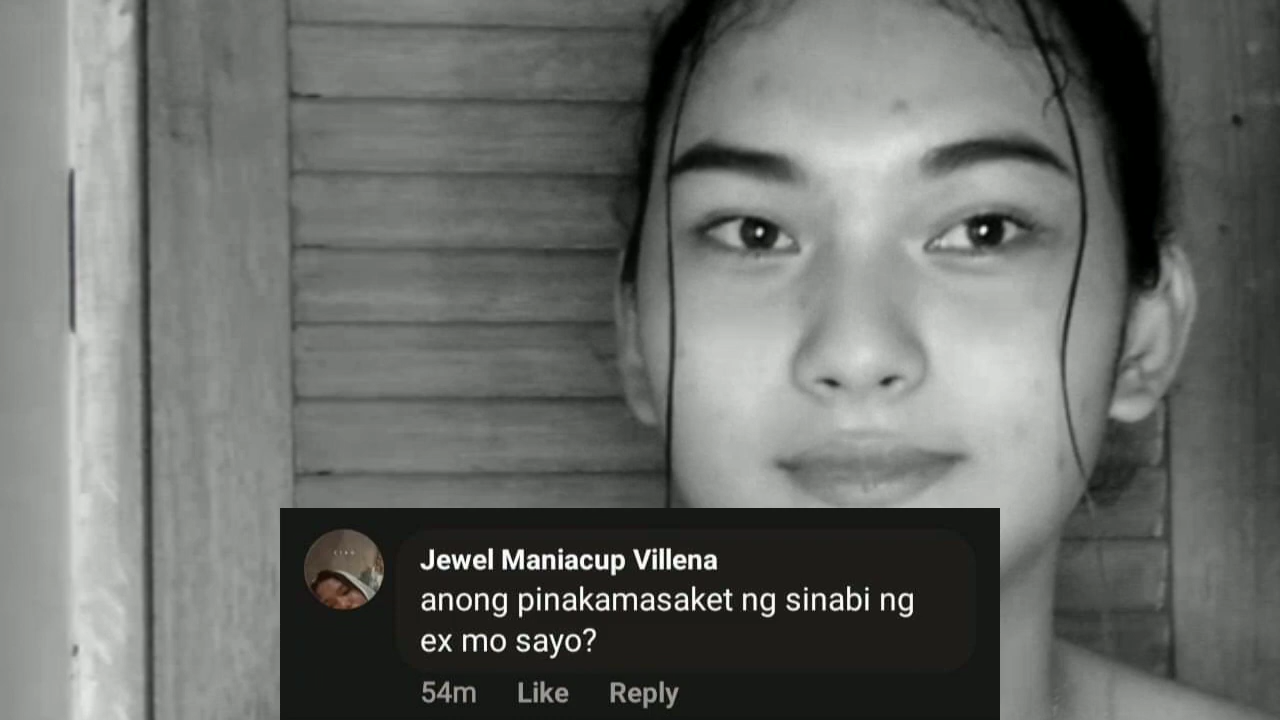 Jewel Maniacup Villena
anong pinakamasaket ng sinabi ng
ex mo sayo?
54m Like Reply